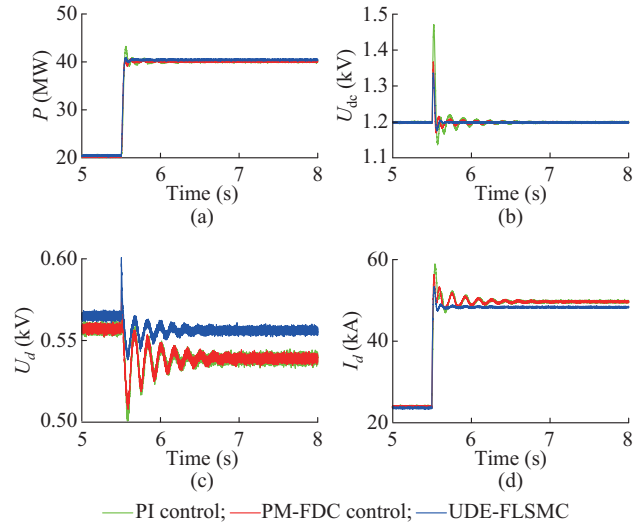 50
40
30
20
P (MW)
5 6 7 8
Time (s)
(a)
1.5
1.4
1.3
1.2
1.1
U_dc (kV)
5 6 7 8
Time (s)
(b)
0.60
0.55
0.50
U_d (kV)
5 6 7 8
Time (s)
(c)
60
40
20
I_d (kA)
5 6 7 8
Time (s)
(d)
PI control; PM-FDC control; UDE-FLSMC